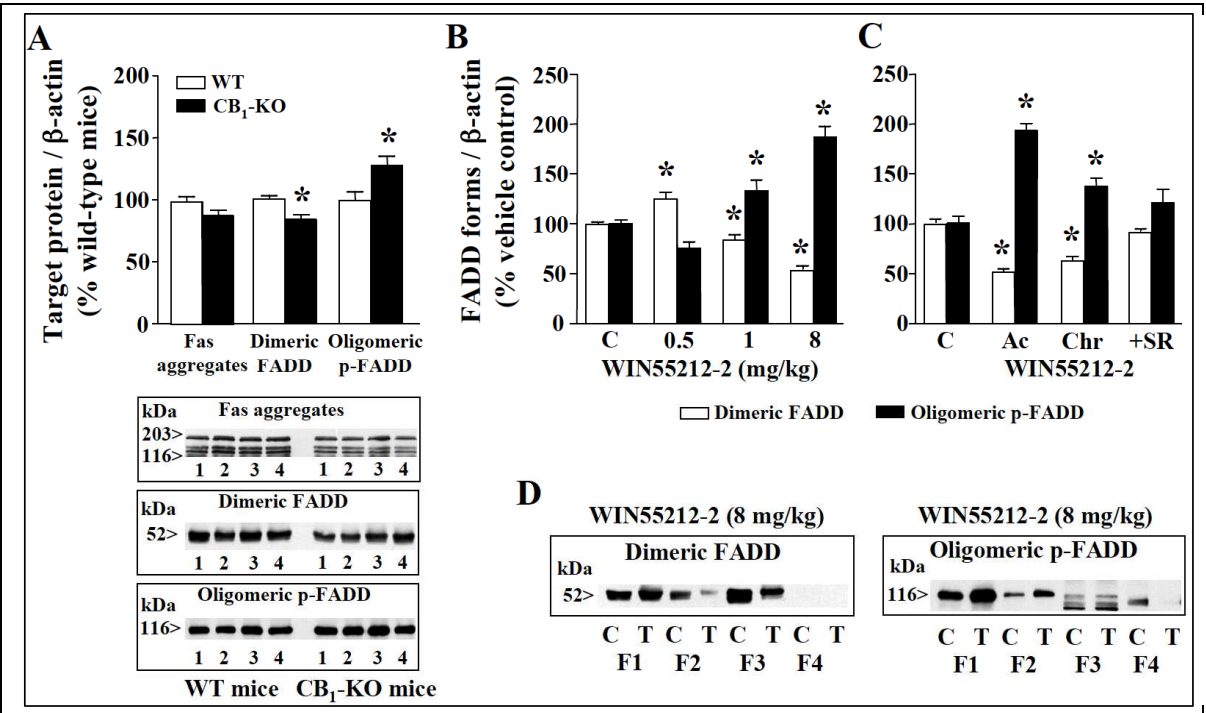 A
Target protein / β-actin
(% wild-type mice)
200
150
100
50
0
WT
CB1-KO
*
*
Fas
aggregates
Dimeric
FADD
Oligomeric
p-FADD
kDa
Fas aggregates
203>
116>
1 2 3 4 1 2 3 4
kDa
Dimeric FADD
52>
1 2 3 4 1 2 3 4
kDa
Oligomeric p-FADD
116>
1 2 3 4 1 2 3 4
WT mice CB1-KO mice
B
FADD forms / β-actin
(% vehicle control)
250
200
150
100
50
0
*
*
*
*
*
C 0.5 1 8
WIN55212-2 (mg/kg)
C
250
200
150
100
50
0
*
*
*
*
C Ac Chr +SR
WIN55212-2
Dimeric FADD Oligomeric p-FADD
D
WIN55212-2 (8 mg/kg)
Dimeric FADD
kDa
52>
C T C T C T C T
F1 F2 F3 F4
WIN55212-2 (8 mg/kg)
Oligomeric p-FADD
kDa
116>
C T C T C T C T
F1 F2 F3 F4